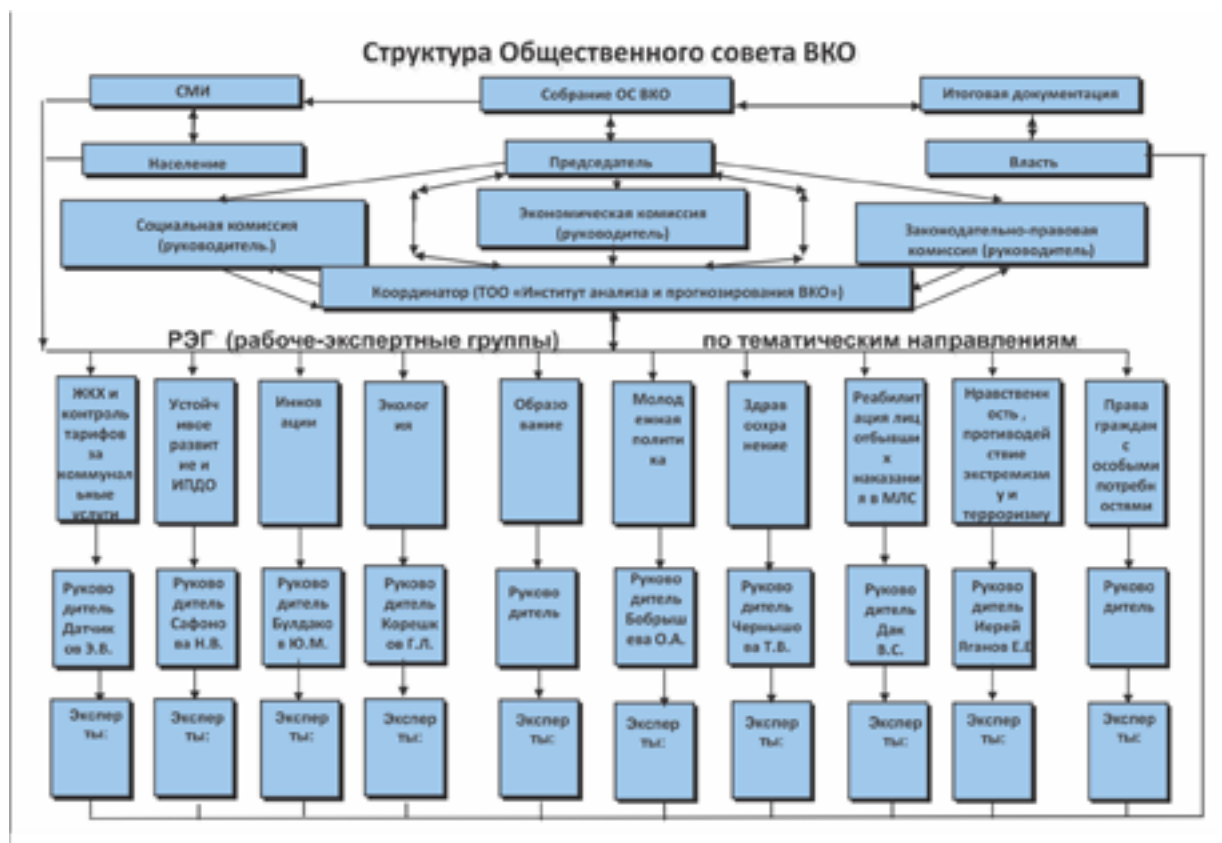 Структура Общественного совета ВКО
СМИ
Собрание ОС ВКО
Итоговая документация
Население
Председатель
Власть
Социальная комиссия
(руководитель.)
Экономическая комиссия
(руководитель)
Законодательно-правовая
комиссия (руководитель)
Координатор (ТОО «Институт анализа и прогнозирования ВКО»)
РЭГ (рабоче-экспертные группы)
по тематическим направлениям
ЖКХ и
контроль
тарифов
за
коммунал
ьные
услуги
Устойч
ивое
развит
ие и
ИПДО
Иннов
ации
Эколог
ия
Образо
вание
Молод
ежная
полити
ка
Здрав
оохра
нение
Реабилит
ация лиц,
отбывши
х
наказани
я в МЛС
Нравственн
ость ,
противодей
ствие
экстремизм
у и
терроризму
Права
граждан
с
особыми
потребн
остями
Руково
дитель
Датчик
ов Э.В.
Руково
дитель
Сафоно
ва Н.В.
Руково
дитель
Булдако
в Ю.М.
Руково
дитель
Корешк
ов Г.Л.
Руково
дитель
Руково
дитель
Бобрыш
ева О.А.
Руково
дитель
Чернышо
ва Т.В.
Руково
дитель
Дак
В.С.
Руково
дитель
Иерей
Яганов Е.Е
Руково
дитель
Экспер
ты:
Экспер
ты:
Экспер
ты:
Экспер
ты:
Экспер
ты:
Экспер
ты:
Экспер
ты:
Экспер
ты:
Экспер
ты:
Экспер
ты: